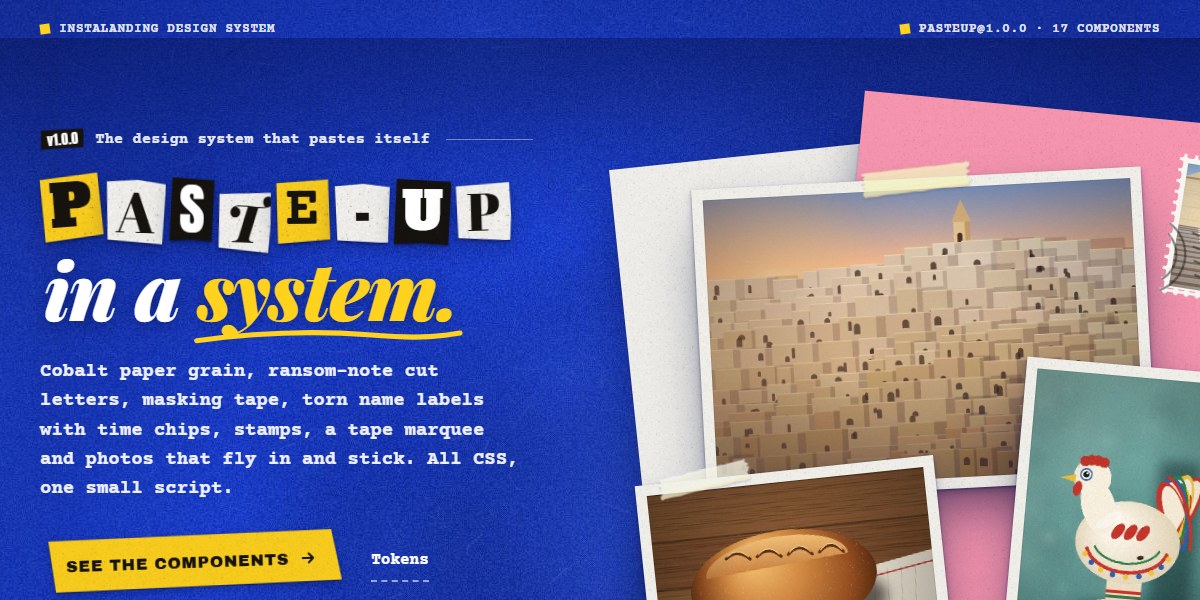 INSTALANDING DESIGN SYSTEM
PASTEUP@1.0.0 · 17 COMPONENTS
v1.0.0 The design system that pastes itself
PASTE-UP
in a system.
Cobalt paper grain, ransom-note cut
letters, masking tape, torn name labels
with time chips, stamps, a tape marquee
and photos that fly in and stick. All CSS,
one small script.
SEE THE COMPONENTS →
Tokens